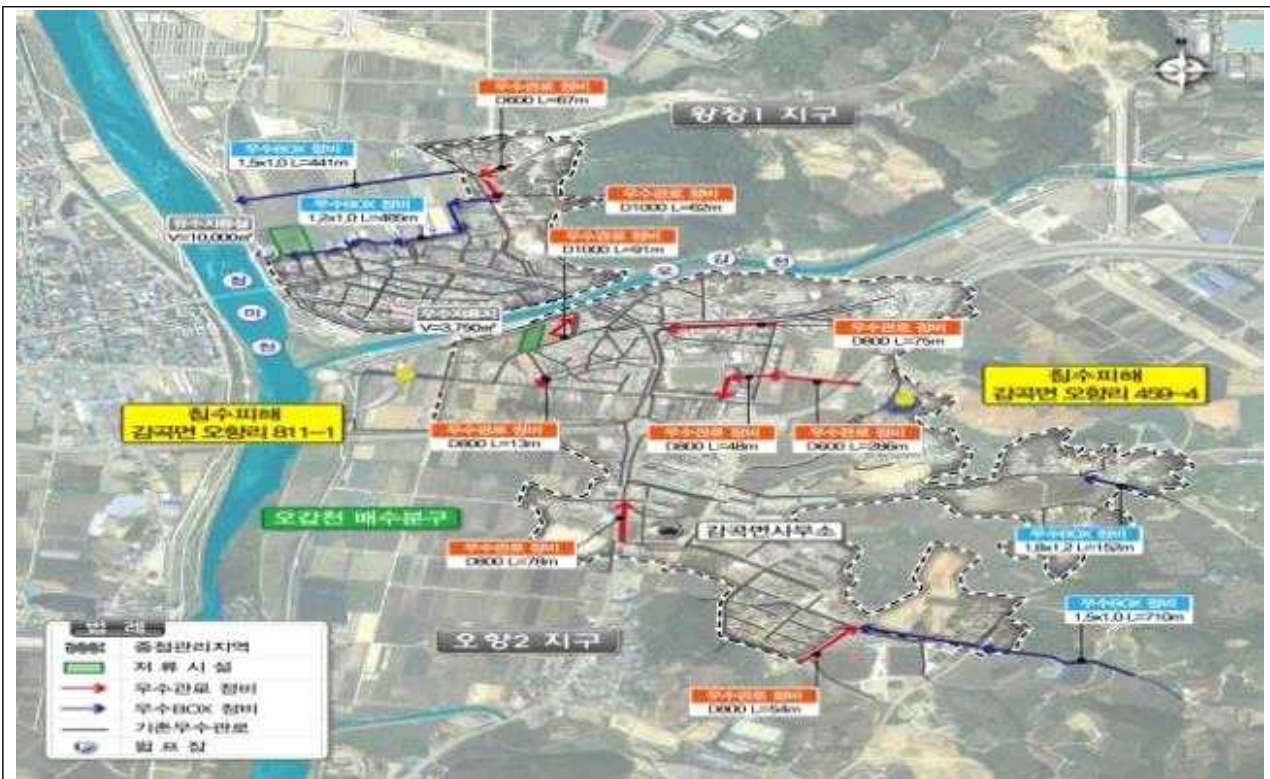 우수관로 정비
D600 L=67m
왕장1 지구
우수BOX 정비
1.5x1.0 L=441m
우수관로 정비
D1000 L=62m
우수BOX 정비
1.2x1.0 L=485m
우수관로 정비
D1000 L=91m
V=10,000㎥
오 갑 천
청 미 천
우수저류지
V=3,790㎥
우수관로 정비
D800 L=75m
침수피해
감곡면 오향리 459-4
침수피해
감곡면 오향리 811-1
우수관로 정비
D800 L=13m
우수관로 정비
D800 L=48m
우수관로 정비
D600 L=286m
오갑천 배수분구
감곡면사무소
우수관로 정비
D800 L=78m
우수BOX 정비
1.8x1.2 L=152m
우수BOX 정비
1.5x1.0 L=710m
오향2 지구
우수관로 정비
D800 L=54m
범 례
중점관리지역
저 류 시 설
우수관로 정비
우수BOX 정비
기존우수관로
펌 프 장